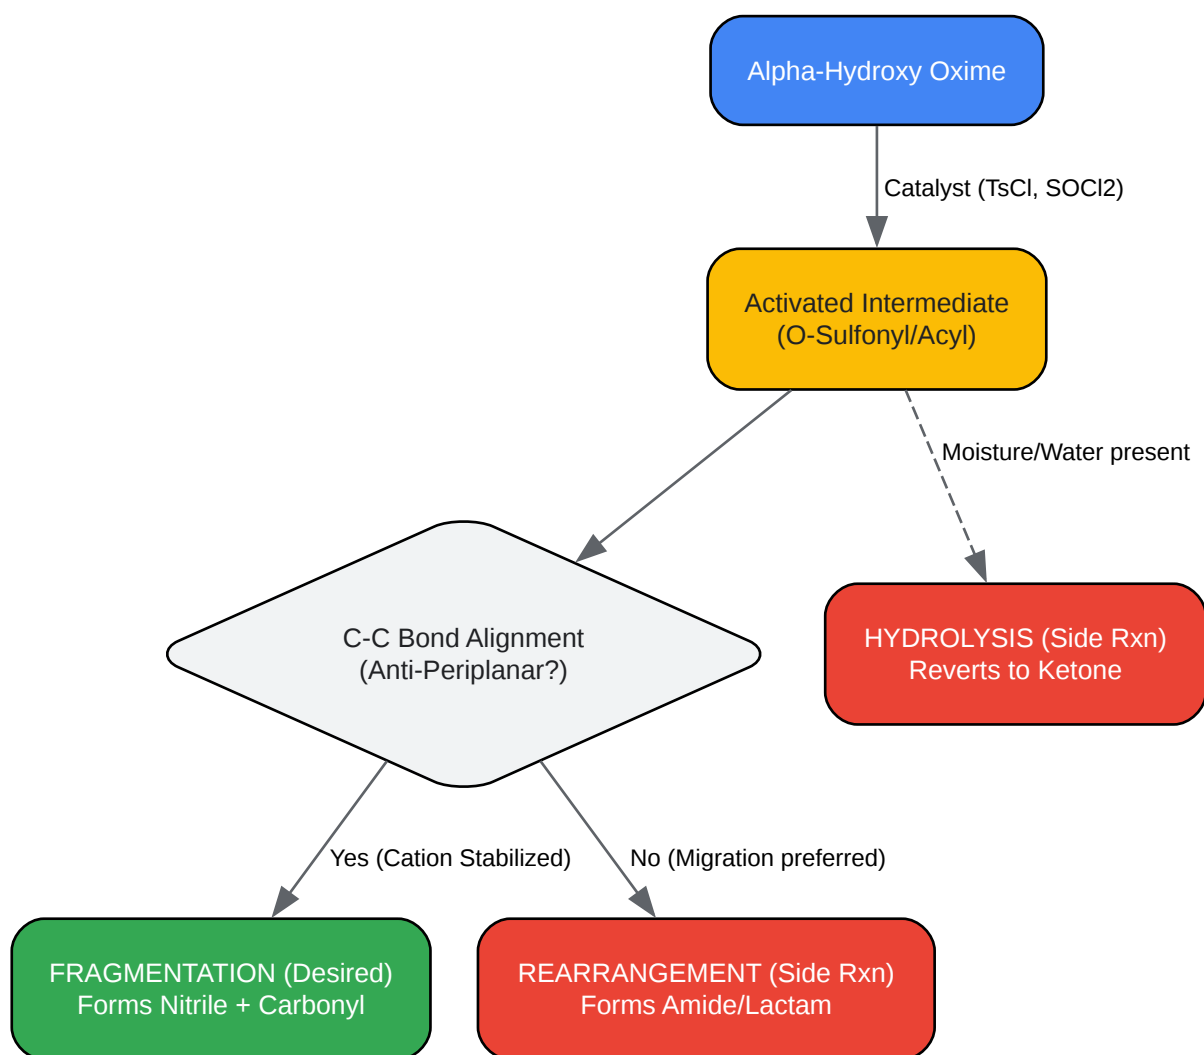 Alpha-Hydroxy Oxime
Catalyst (TsCl, SOCl2)
Activated Intermediate
(O-Sulfonyl/Acyl)
Moisture/Water present
C-C Bond Alignment
(Anti-Periplanar?)
HYDROLYSIS (Side Rxn)
Reverts to Ketone
Yes (Cation Stabilized)
No (Migration preferred)
FRAGMENTATION (Desired)
Forms Nitrile + Carbonyl
REARRANGEMENT (Side Rxn)
Forms Amide/Lactam